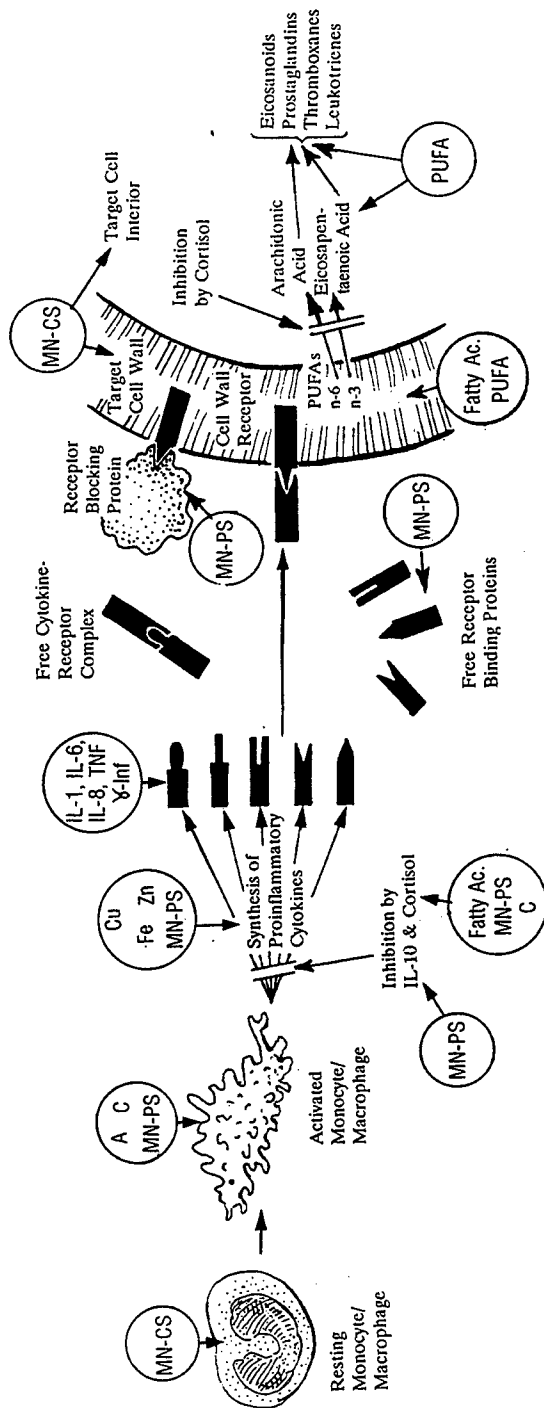 MN-CS
Resting
Monocyte/
Macrophage
A C
MN-PS
Activated
Monocyte/
Macrophage
Cu
Fe Zn
MN-PS
Synthesis of
Proinflammatory
Cytokines
Inhibition by
IL-10 & Cortisol
MN-PS
Fatty Ac.
MN-PS
C
IL-1, IL-6,
IL-8, TNF
ɣ-Inf
Free Cytokine-
Receptor
Complex
Free Receptor
Binding Proteins
MN-PS
Receptor
Blocking
Protein
MN-PS
MN-CS
Target
Cell Wall
Target Cell
Interior
Cell Wall
Receptor
PUFAs
n-6
n-3
Fatty Ac.
PUFA
Inhibition
by Cortisol
Arachidonic
Acid
Eicosapen-
taenoic Acid
PUFA
Eicosanoids
Prostaglandins
Thromboxanes
Leukotrienes